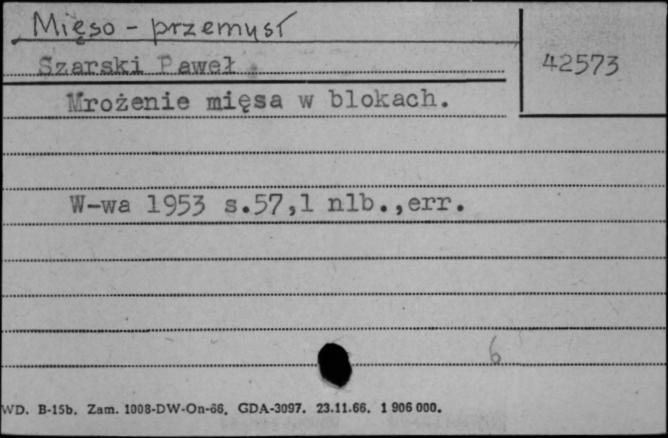 Mięso - przemysł
Szarski Paweł
42573
Mrożenie mięsa w blokach.
W-wa 1953 s.57,1 nlb.,err.
6
WD. B-15b. Zam. 1008-DW-On-66. GDA-3097. 23.11.66. 1 906 000.